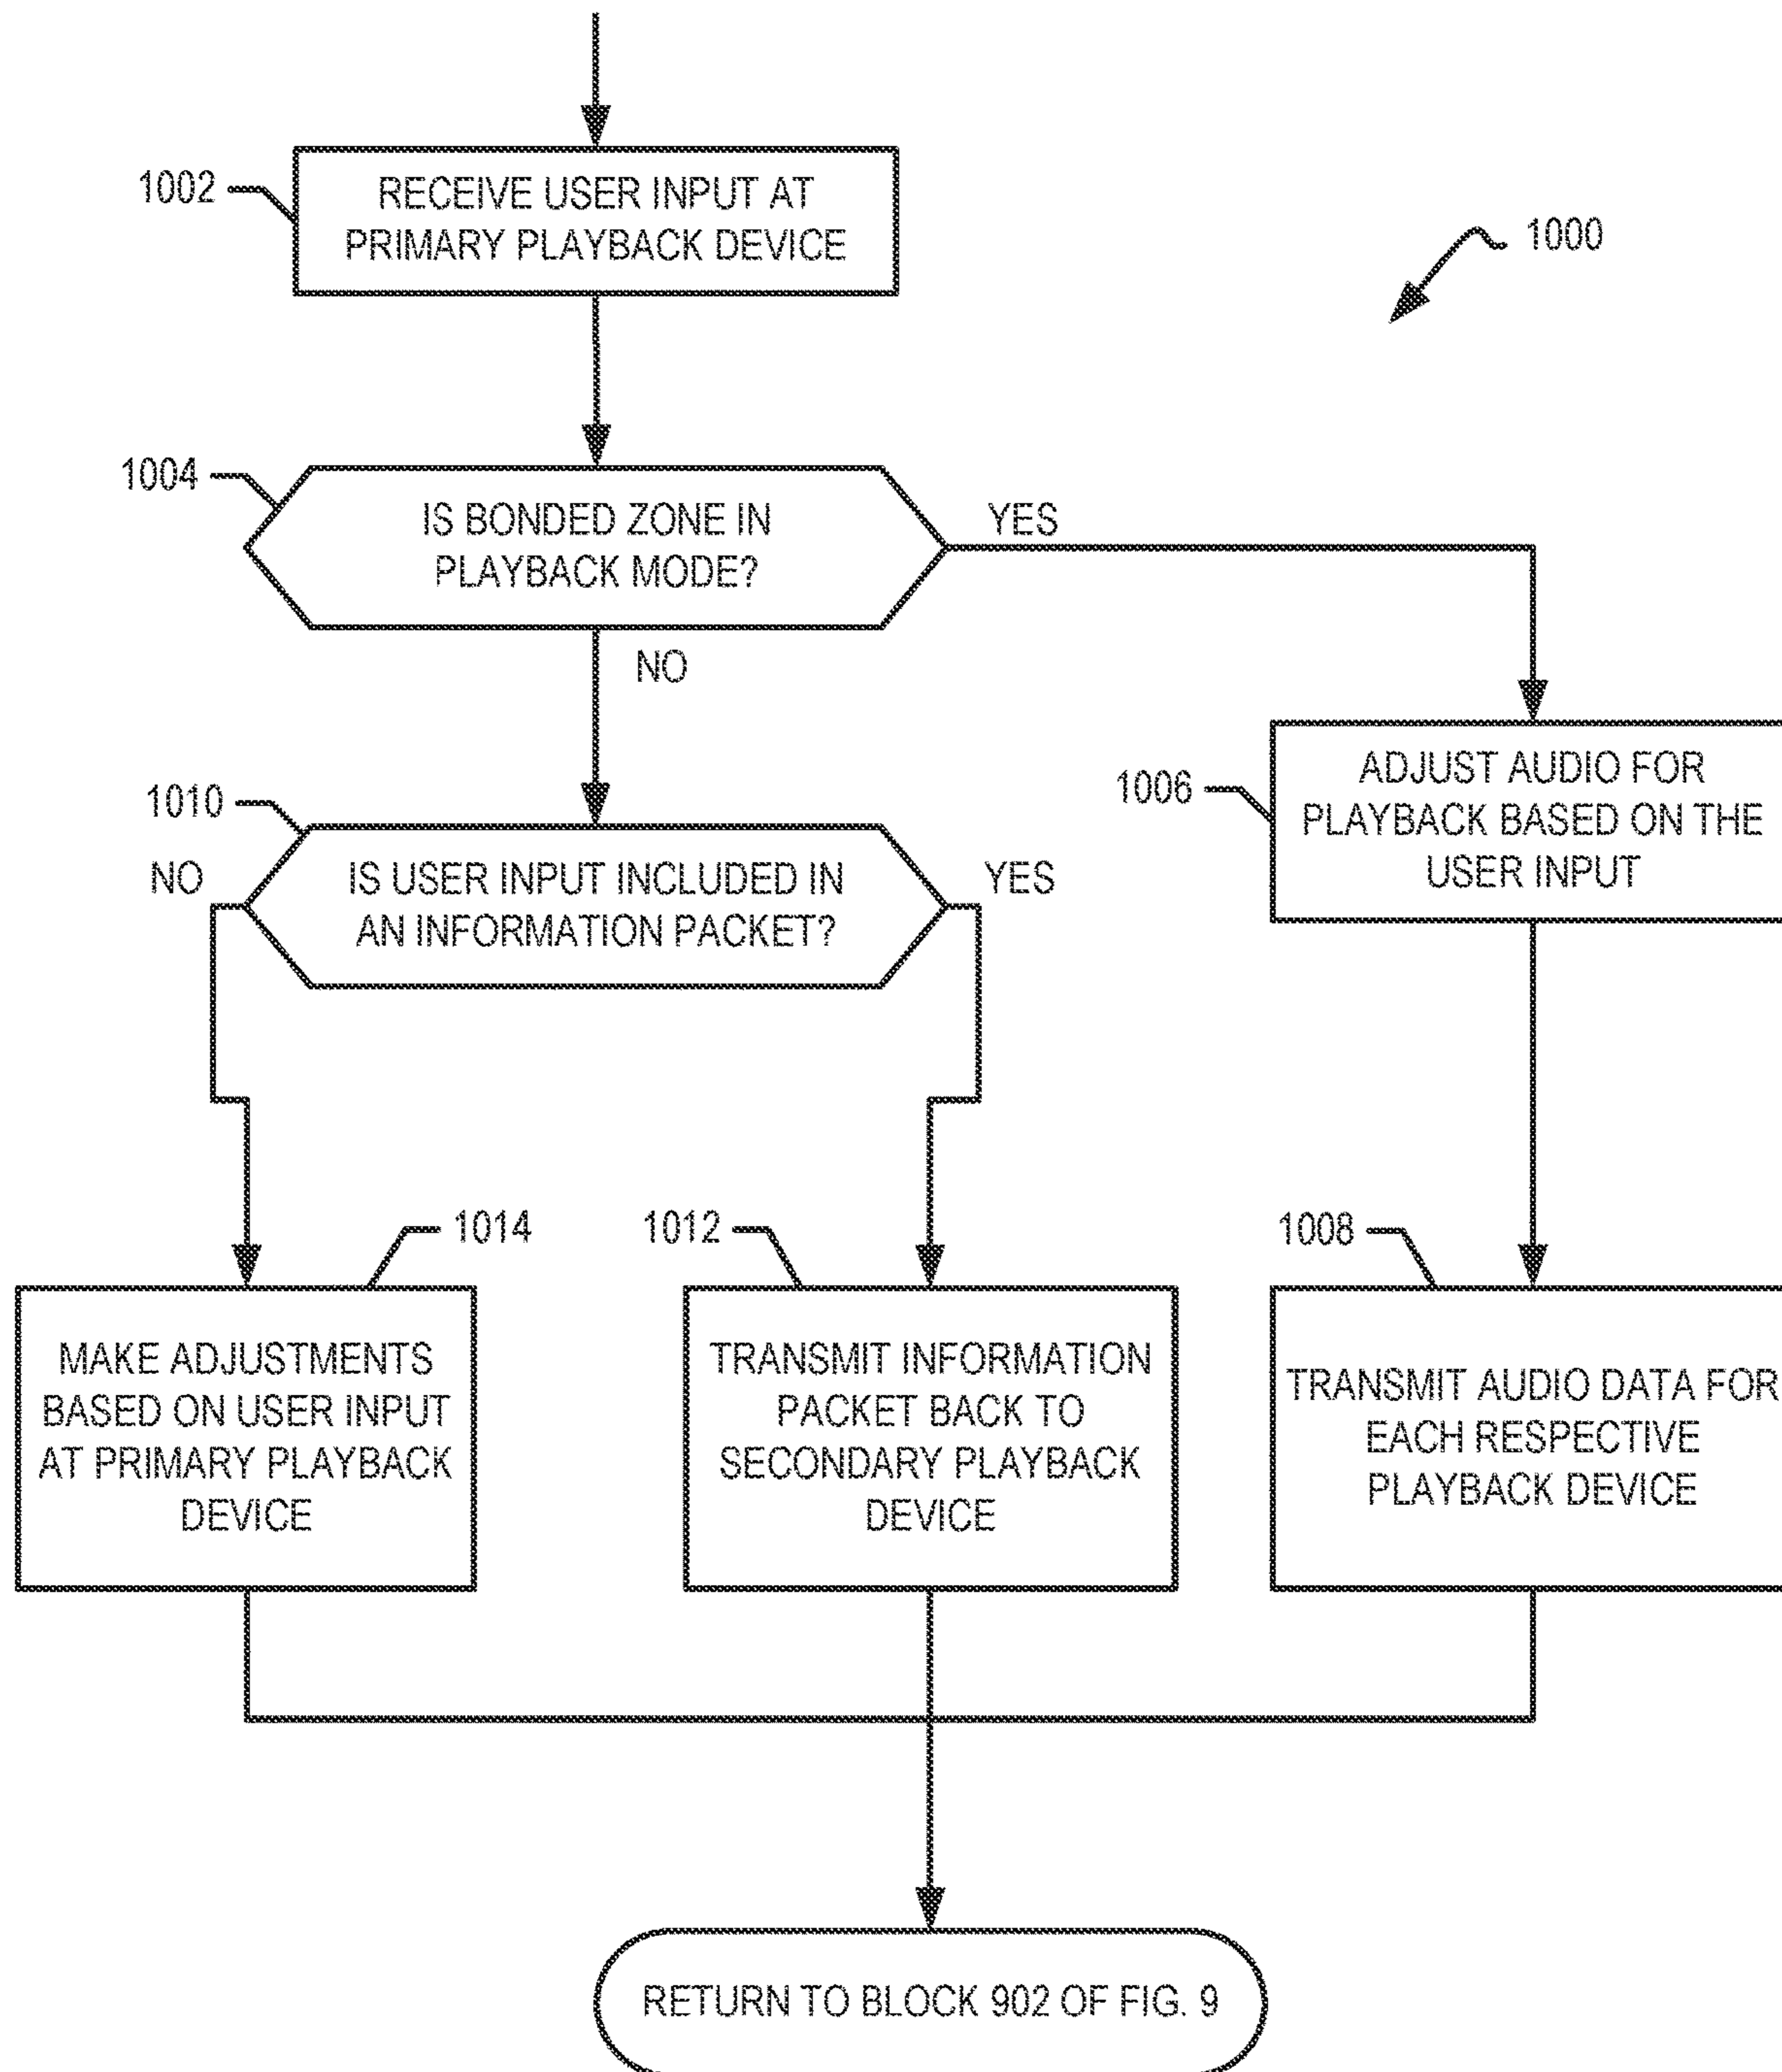 1002
RECEIVE USER INPUT AT
PRIMARY PLAYBACK DEVICE
1000
1004
IS BONDED ZONE IN
PLAYBACK MODE?
YES
NO
1006
ADJUST AUDIO FOR
PLAYBACK BASED ON THE
USER INPUT
1010
NO
IS USER INPUT INCLUDED IN
AN INFORMATION PACKET?
YES
1014
MAKE ADJUSTMENTS
BASED ON USER INPUT
AT PRIMARY PLAYBACK
DEVICE
1012
TRANSMIT INFORMATION
PACKET BACK TO
SECONDARY PLAYBACK
DEVICE
1008
TRANSMIT AUDIO DATA FOR
EACH RESPECTIVE
PLAYBACK DEVICE
RETURN TO BLOCK 902 OF FIG. 9